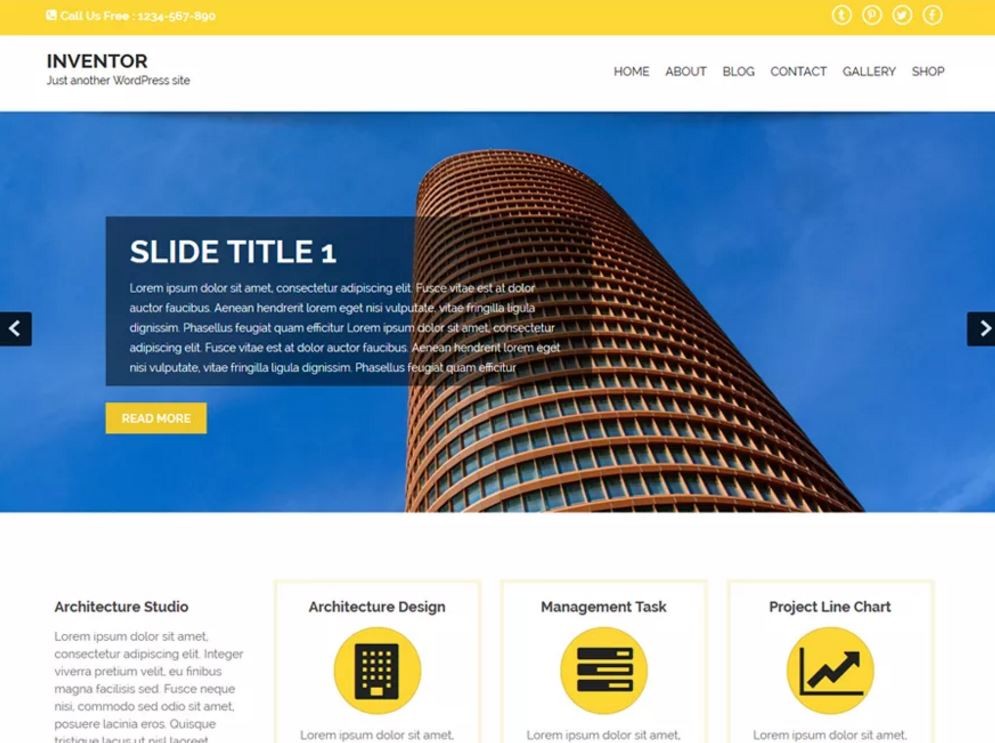 Call Us Free : 1234-567-890
INVENTOR
Just another WordPress site
HOME ABOUT BLOG CONTACT GALLERY SHOP
SLIDE TITLE 1
Lorem ipsum dolor sit amet, consectetur adipiscing elit. Fusce vitae est at dolor
auctor faucibus. Aenean hendrerit lorem eget nisi vulputate, vitae fringilla ligula
dignissim. Phasellus feugiat quam efficitur Lorem ipsum dolor sit amet, consectetur
adipiscing elit. Fusce vitae est at dolor auctor faucibus. Aenean hendrerit lorem eget
nisi vulputate, vitae fringilla ligula dignissim. Phasellus feugiat quam efficitur
READ MORE
Architecture Studio
Lorem ipsum dolor sit amet,
consectetur adipiscing elit. Integer
viverra pretium velit, eu finibus
magna facilisis sed. Fusce neque
nisi, commodo sed odio sit amet,
posuere lacinia eros. Quisque
tristique lacus ut nisl laoreet
Architecture Design
Lorem ipsum dolor sit amet,
Management Task
Lorem ipsum dolor sit amet,
Project Line Chart
Lorem ipsum dolor sit amet,